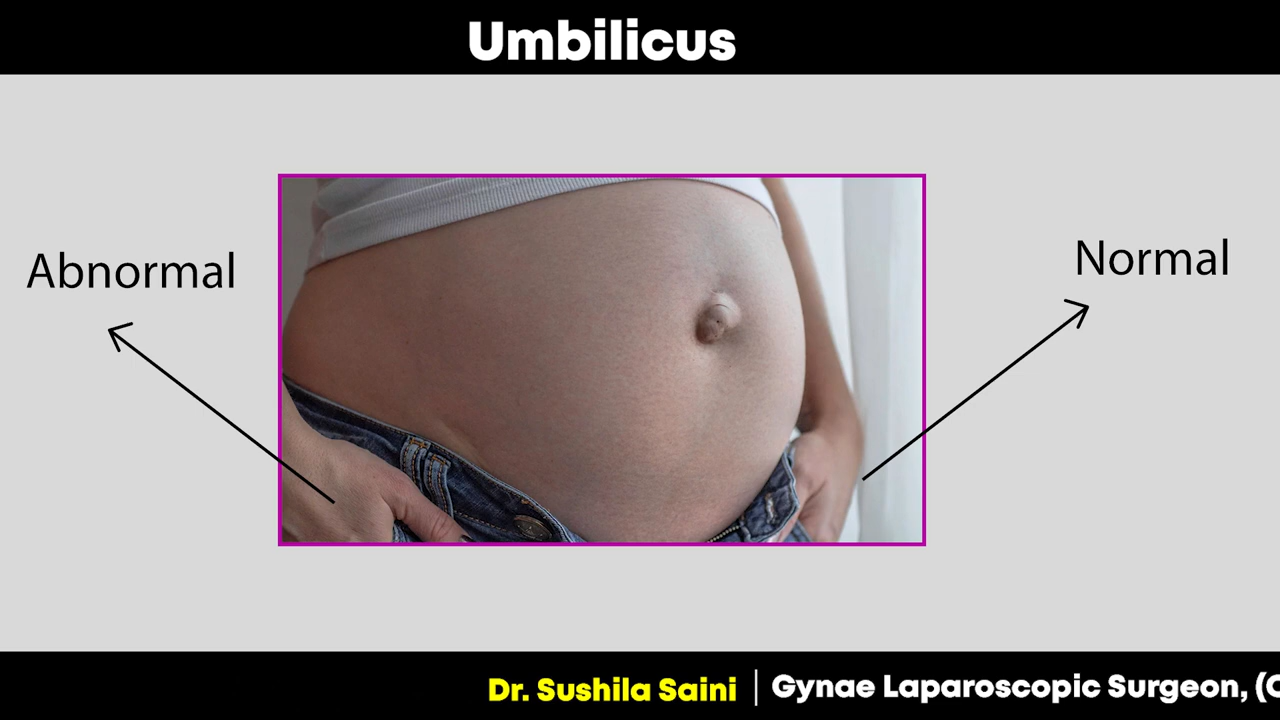 Umbilicus
Abnormal
Normal
Dr. Sushila Saini
Gynae Laparoscopic Surgeon, (